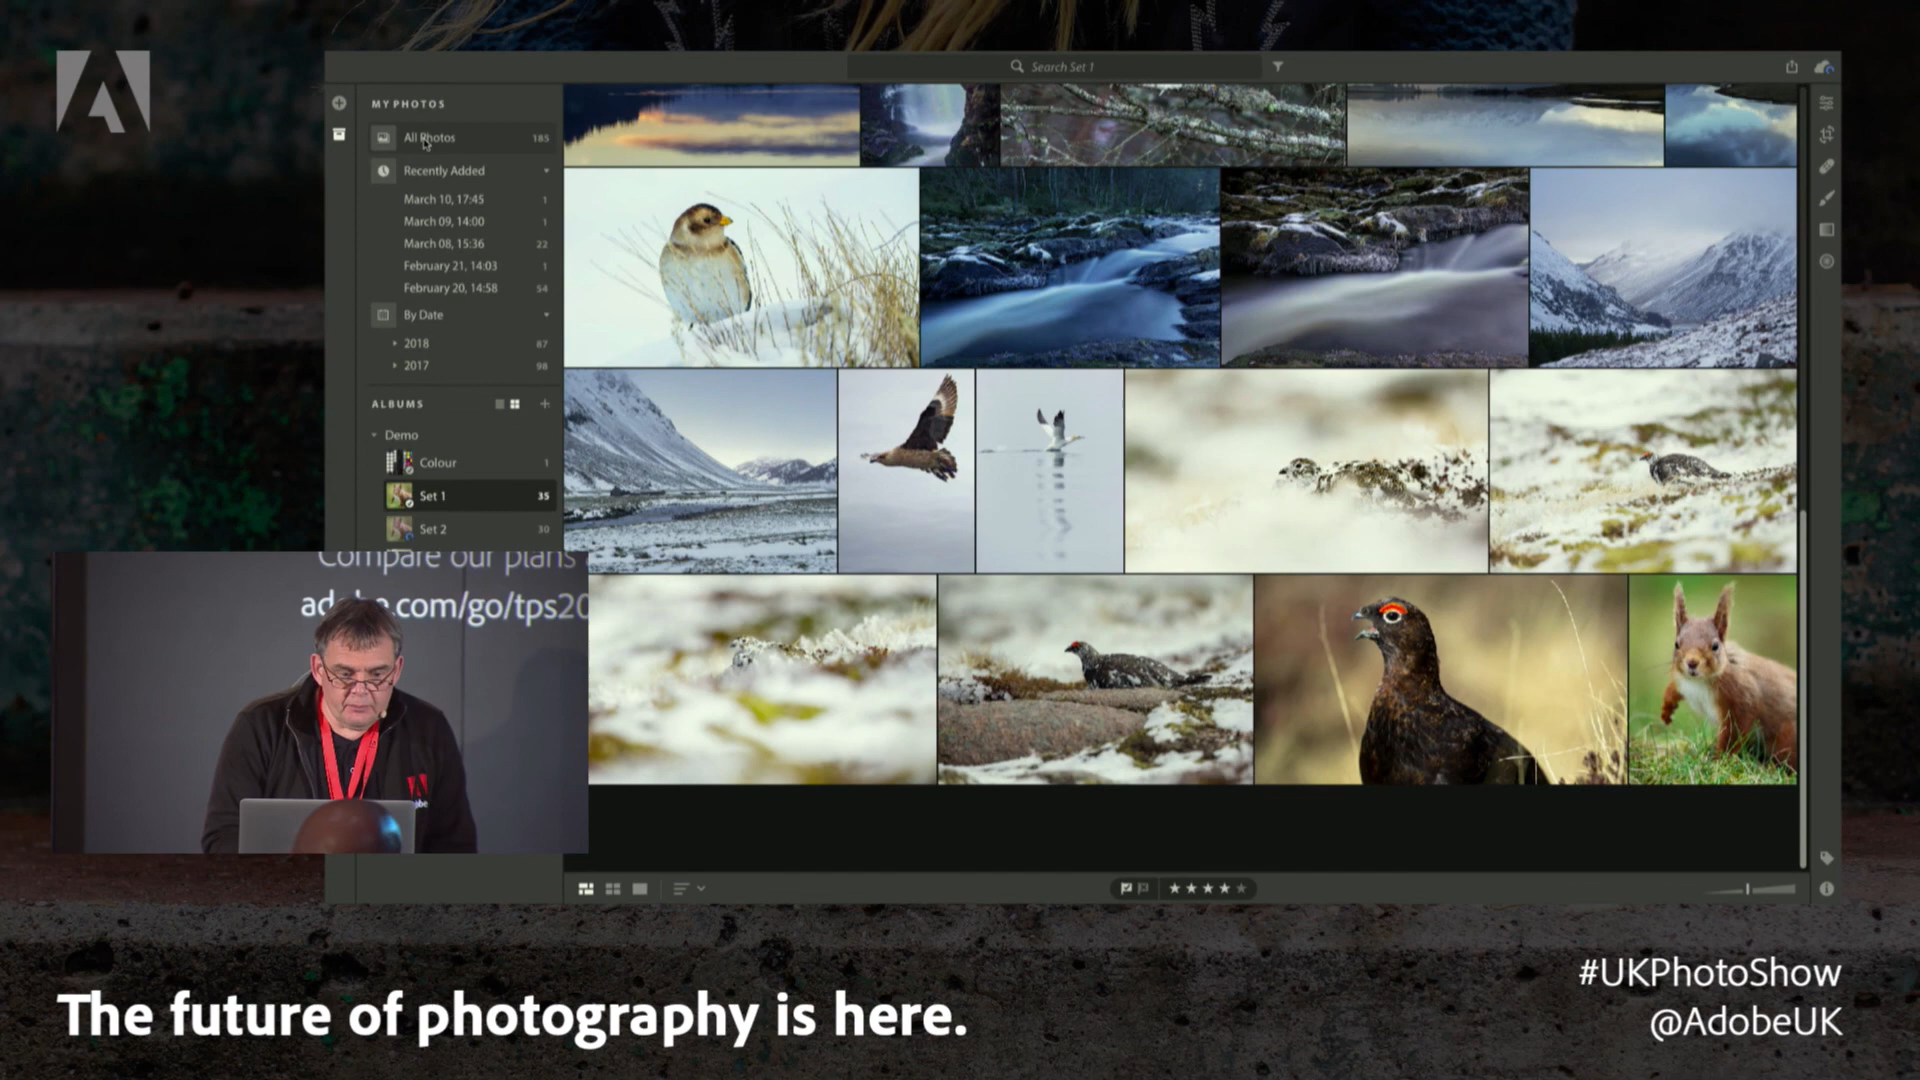 Search Set 1
MY PHOTOS
All Photos 185
Recently Added
March 10, 17:45 1
March 09, 14:00 1
March 08, 15:36 22
February 21, 14:03 1
February 20, 14:58 54
By Date
2018 87
2017 98
ALBUMS
Demo
Colour 1
Set 1 35
Set 2 30
Compare our plans
adobe.com/go/tps20
The future of photography is here.
#UKPhotoShow
@AdobeUK